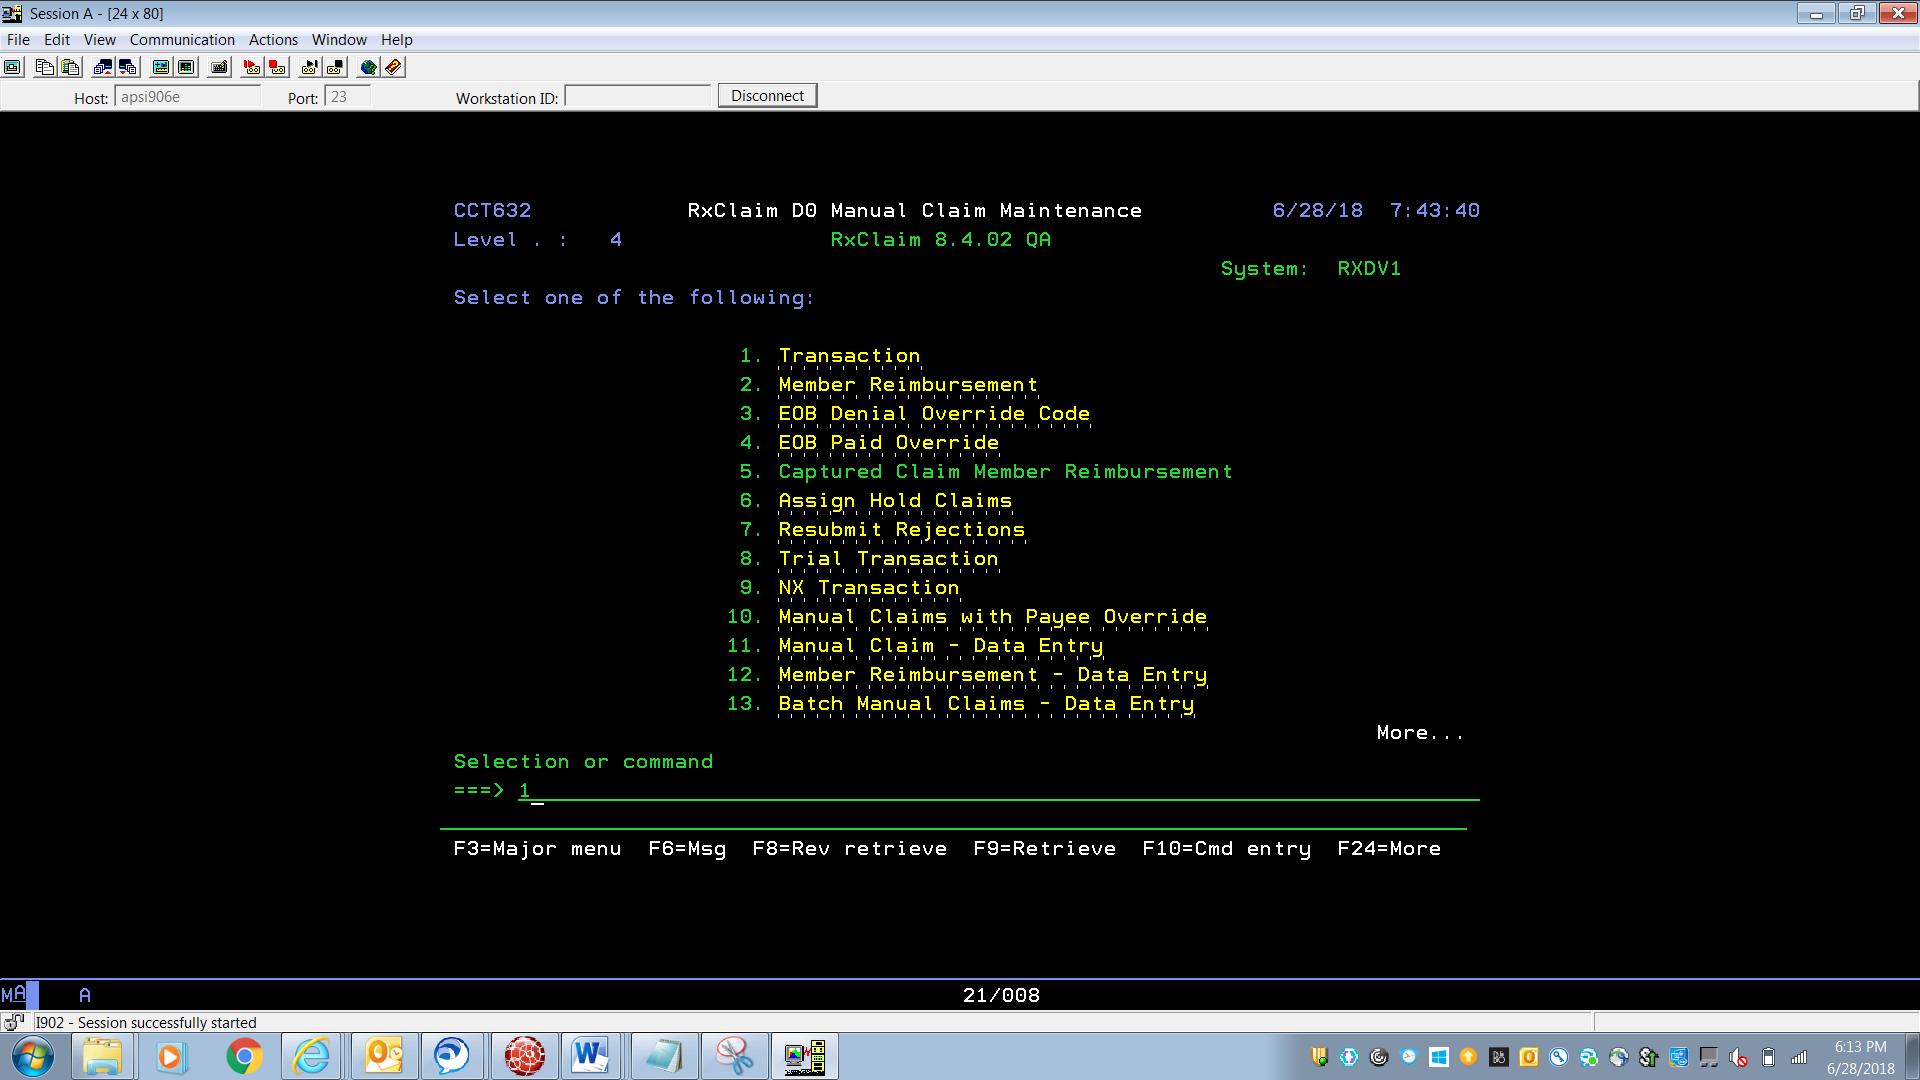 Session A - [24 x 80]
File Edit View Communication Actions Window Help
Host: apsi906e Port: 23 Workstation ID: Disconnect
CCT632 RxClaim D0 Manual Claim Maintenance 6/28/18 7:43:40
Level . : 4 RxClaim 8.4.02 QA
System: RXDV1
Select one of the following:
1. Transaction
2. Member Reimbursement
3. EOB Denial Override Code
4. EOB Paid Override
5. Captured Claim Member Reimbursement
6. Assign Hold Claims
7. Resubmit Rejections
8. Trial Transaction
9. NX Transaction
10. Manual Claims with Payee Override
11. Manual Claim - Data Entry
12. Member Reimbursement - Data Entry
13. Batch Manual Claims - Data Entry
More...
Selection or command
===> 1
F3=Major menu F6=Msg F8=Rev retrieve F9=Retrieve F10=Cmd entry F24=More
MA A 21/008
I902 - Session successfully started
6:13 PM
6/28/2018